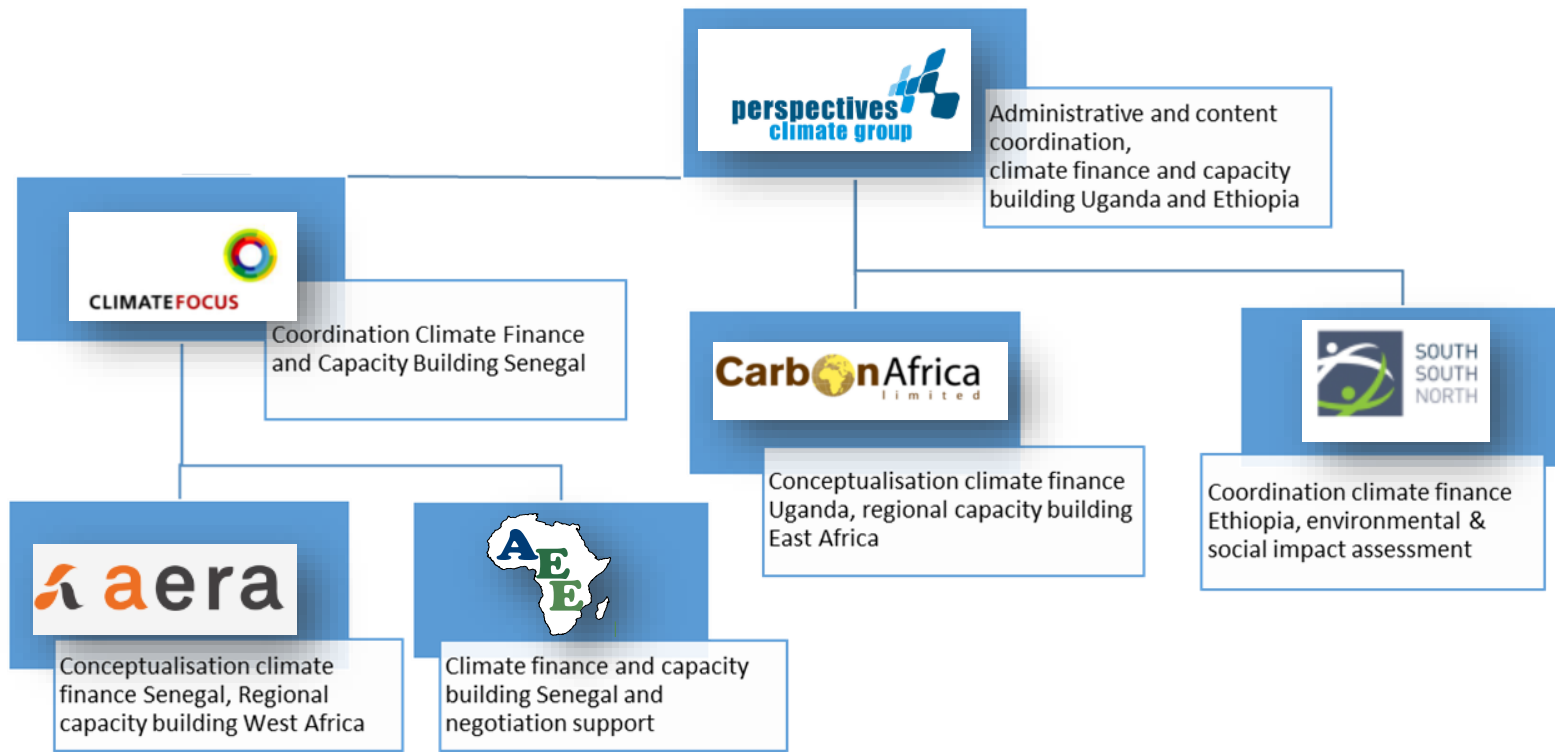 perspectives
climate group
Administrative and content
coordination,
climate finance and capacity
building Uganda and Ethiopia
CLIMATEFOCUS
Coordination Climate Finance
and Capacity Building Senegal
CarbonAfrica
limited
Conceptualisation climate finance
Uganda, regional capacity building
East Africa
SOUTH
SOUTH
NORTH
Coordination climate finance
Ethiopia, environmental &
social impact assessment
aera
Conceptualisation climate
finance Senegal, Regional
capacity building West Africa
A
E
E
Climate finance and capacity
building Senegal and
negotiation support